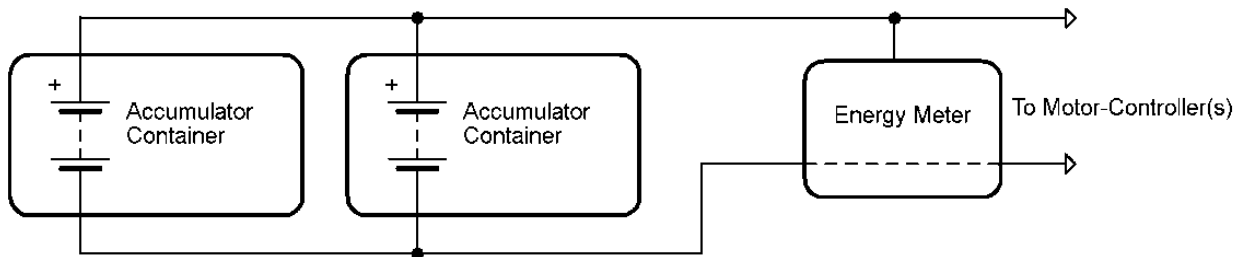 +
Accumulator
Container
+
Accumulator
Container
Energy Meter
To Motor-Controller(s)